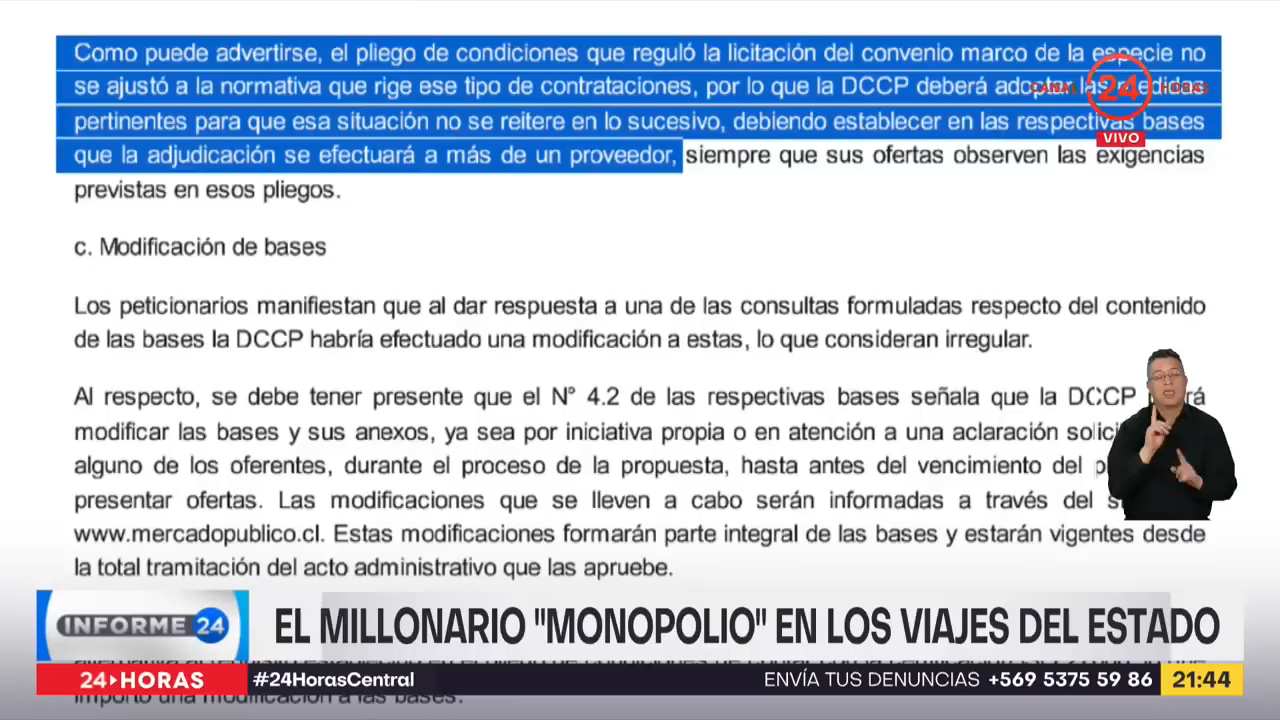 Como puede advertirse, el pliego de condiciones que reguló la licitación del convenio marco de la especie no
se ajustó a la normativa que rige ese tipo de contrataciones, por lo que la DCCP deberá adoptar las medidas
pertinentes para que esa situación no se reitere en lo sucesivo, debiendo establecer en las respectivas bases
que la adjudicación se efectuará a más de un proveedor, siempre que sus ofertas observen las exigencias
previstas en esos pliegos.
CANAL 24 HORAS
VIVO
c. Modificación de bases
Los peticionarios manifiestan que al dar respuesta a una de las consultas formuladas respecto del contenido
de las bases la DCCP habría efectuado una modificación a estas, lo que consideran irregular.
Al respecto, se debe tener presente que el N° 4.2 de las respectivas bases señala que la DCCP
modificar las bases y sus anexos, ya sea por iniciativa propia o en atención a una aclaración
alguno de los oferentes, durante el proceso de la propuesta, hasta antes del vencimiento del
presentar ofertas. Las modificaciones que se lleven a cabo serán informadas a través del
www.mercadopublico.cl. Estas modificaciones formarán parte integral de las bases y estarán vigentes desde
la total tramitación del acto administrativo que las apruebe.
INFORME 24
EL MILLONARIO "MONOPOLIO" EN LOS VIAJES DEL ESTADO
importó una modificación a las bases.
24 HORAS
#24HorasCentral
ENVÍA TUS DENUNCIAS +569 5375 59 86
21:44